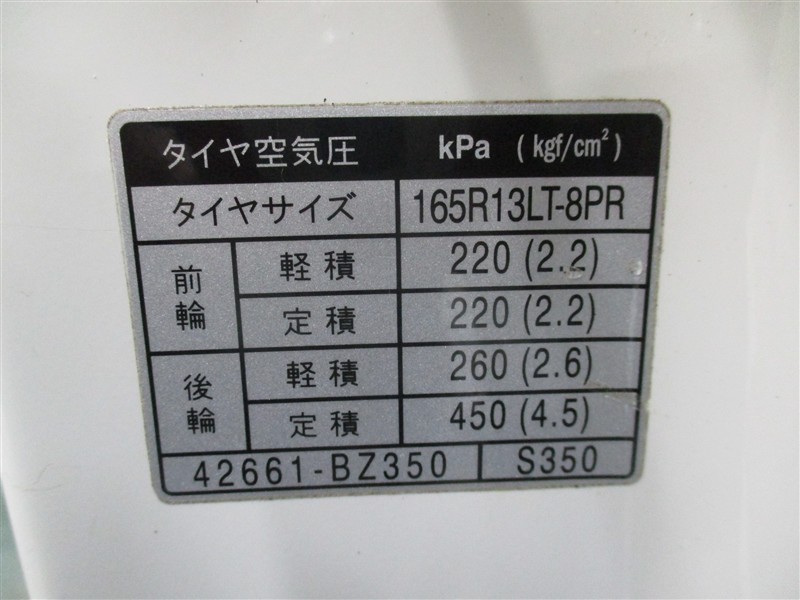 タイヤ空気圧 kPa (kgf/cm²)
タイヤサイズ 165R13LT-8PR
前輪 軽積 220 (2.2)
定積 220 (2.2)
後輪 軽積 260 (2.6)
定積 450 (4.5)
42661-BZ350 S350